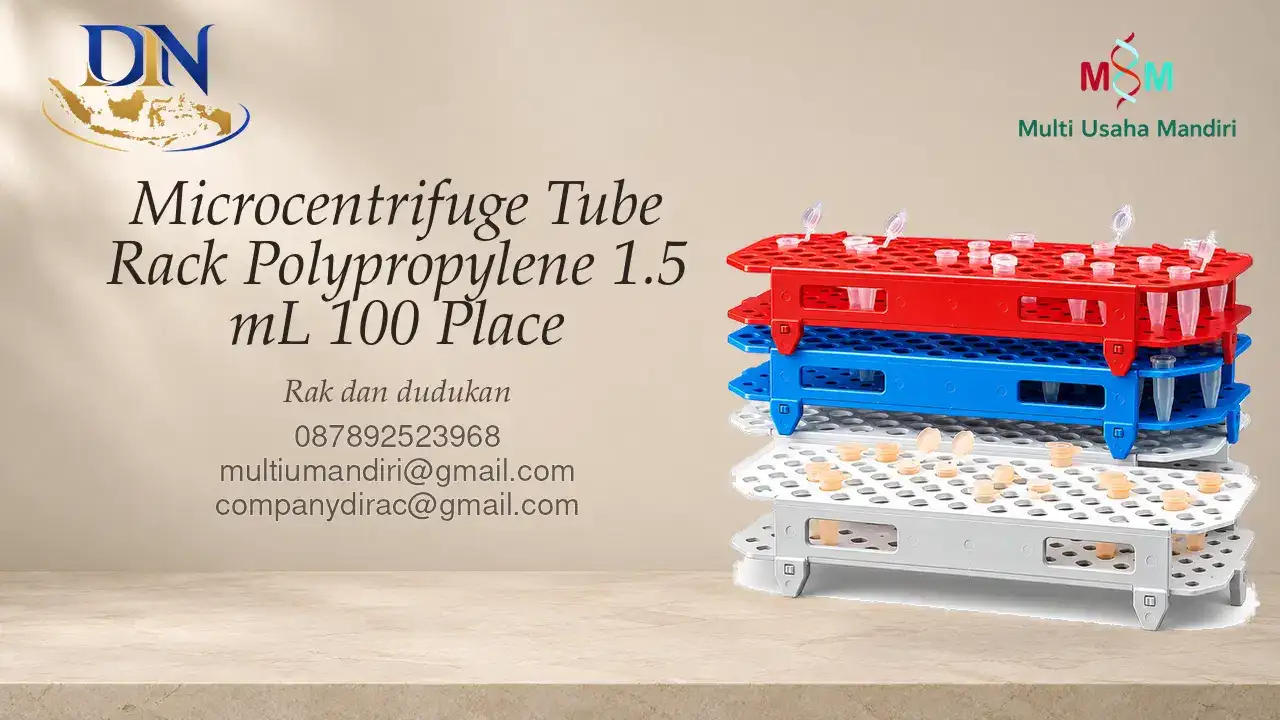 DIN
MSM
Multi Usaha Mandiri
Microcentrifuge Tube
Rack Polypropylene 1.5
mL 100 Place
Rak dan dudukan
087892523968
multiumandiri@gmail.com
companydirac@gmail.com